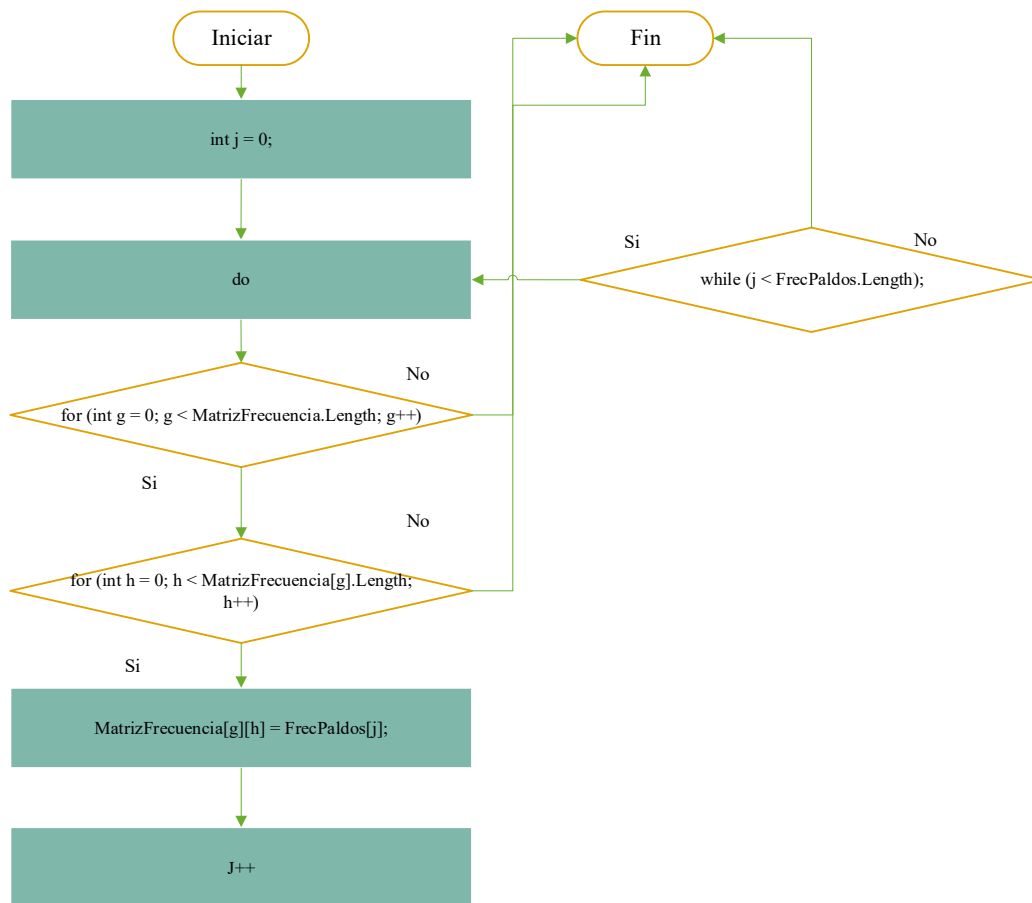 Iniciar
Fin
int j = 0;
do
Si
No
while (j < FrecPaldos.Length);
No
for (int g = 0; g < MatrizFrecuencia.Length; g++)
Si
No
for (int h = 0; h < MatrizFrecuencia[g].Length;
h++)
Si
MatrizFrecuencia[g][h] = FrecPaldos[j];
J++